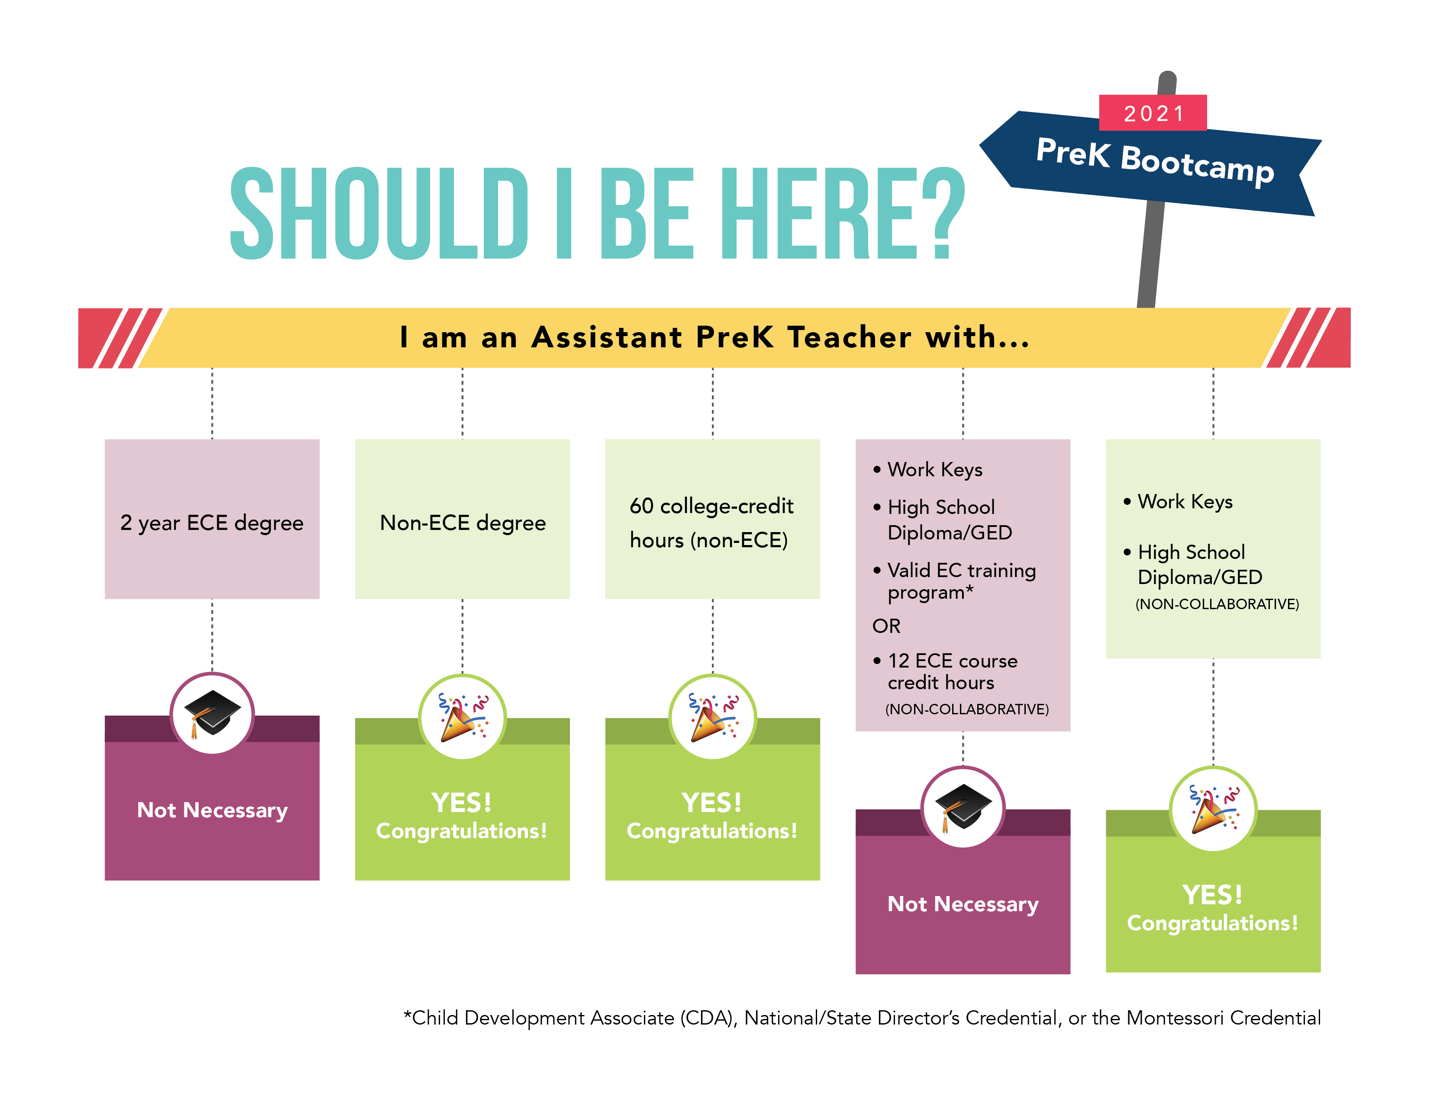 2021
PreK Bootcamp
SHOULD I BE HERE?
I am an Assistant PreK Teacher with...
2 year ECE degree
Not Necessary
Non-ECE degree
YES!
Congratulations!
60 college-credit
hours (non-ECE)
YES!
Congratulations!
• Work Keys
• High School
Diploma/GED
• Valid EC training
program*
OR
• 12 ECE course
credit hours
(NON-COLLABORATIVE)
Not Necessary
• Work Keys
• High School
Diploma/GED
(NON-COLLABORATIVE)
YES!
Congratulations!
*Child Development Associate (CDA), National/State Director’s Credential, or the Montessori Credential